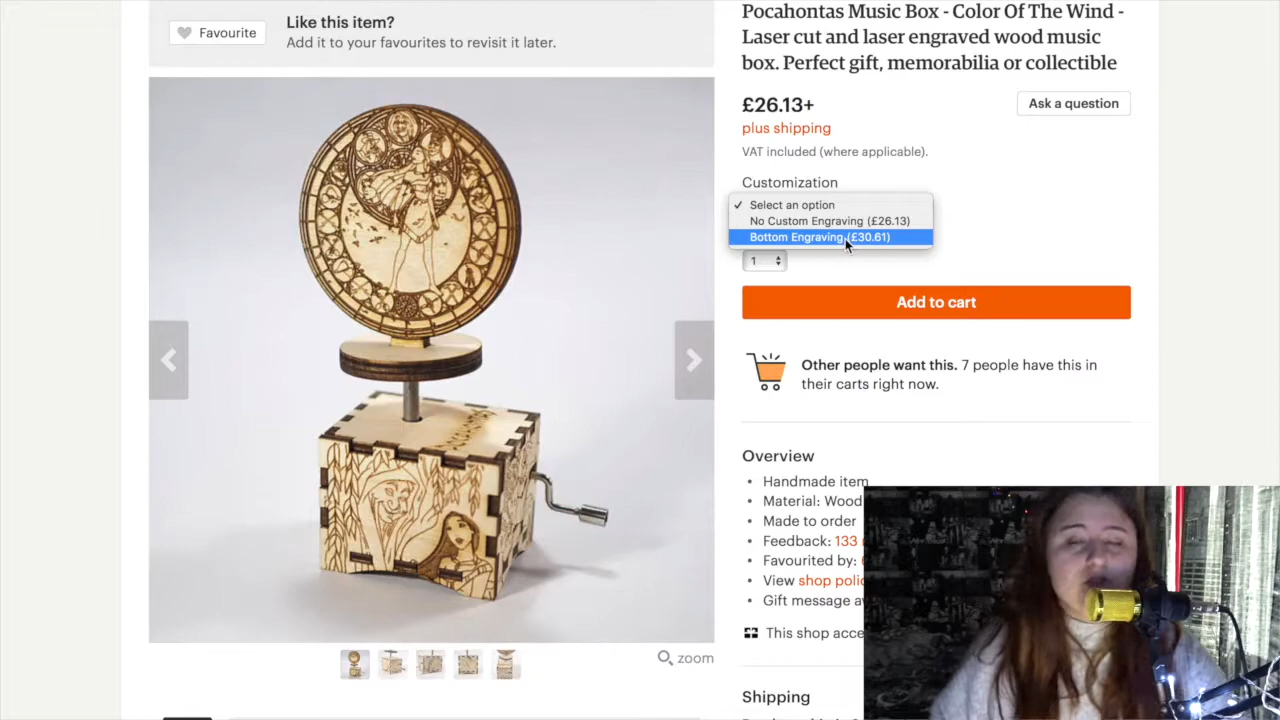 Favourite
Like this item?
Add it to your favourites to revisit it later.
Pocahontas Music Box - Color Of The Wind -
Laser cut and laser engraved wood music
box. Perfect gift, memorabilia or collectible
£26.13+
Ask a question
plus shipping
VAT included (where applicable).
Customization
✓ Select an option
No Custom Engraving (£26.13)
Bottom Engraving (£30.61)
1
Add to cart
Other people want this. 7 people have this in
their carts right now.
Overview
• Handmade item
• Material: Wood
• Made to order
• Feedback: 133
• Favourited by:
• View shop
• Gift message
This shop
zoom
Shipping